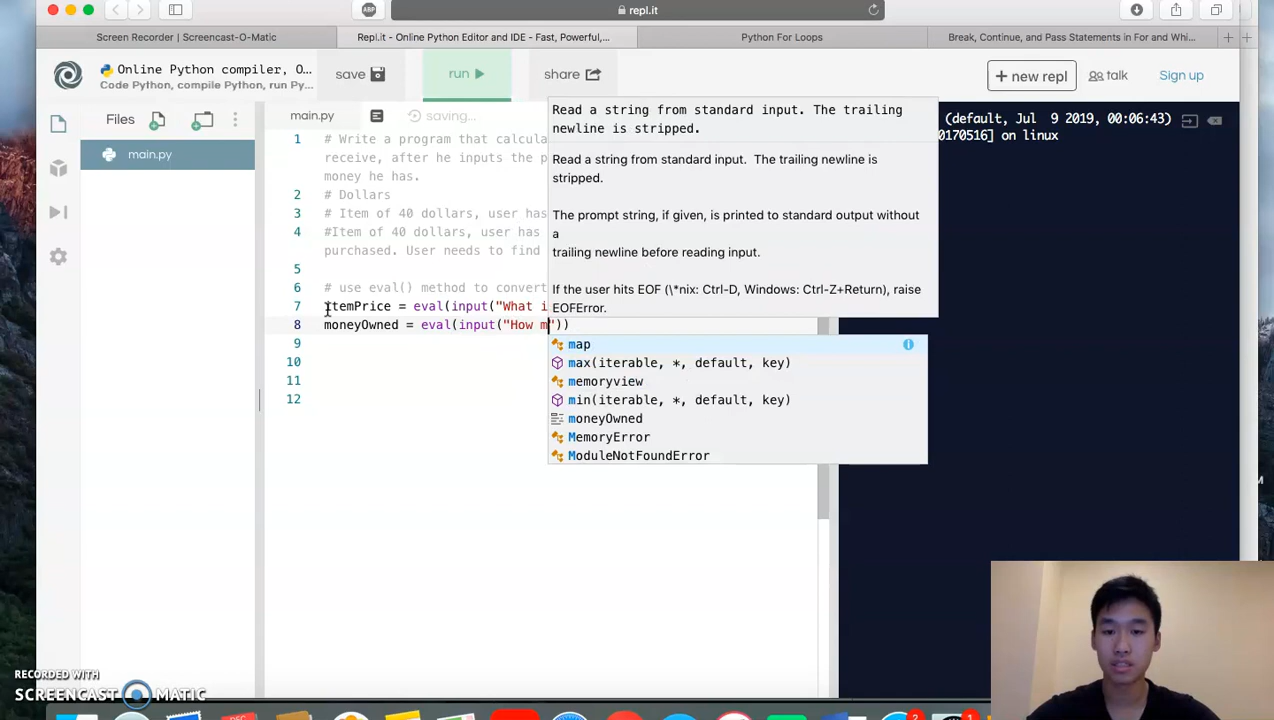 repl.it
Screen Recorder | Screencast-O-Matic
Repl.it - Online Python Editor and IDE - Fast, Powerful,...
Python For Loops
Break, Continue, and Pass Statements in For and Whi...
Online Python compiler, O...
Code Python, compile Python, run Py...
save
run
share
+ new repl
talk
Sign up
Files
main.py
main.py
saving...
1 # Write a program that calcula
receive, after he inputs the p
money he has.
2 # Dollars
3 # Item of 40 dollars, user has
4 #Item of 40 dollars, user has
purchased. User needs to find
5
6 # use eval() method to convert
7 itemPrice = eval(input("What i
8 moneyOwned = eval(input("How m"))
9
10
11
12
Read a string from standard input. The trailing
newline is stripped.
Read a string from standard input. The trailing newline is
stripped.
The prompt string, if given, is printed to standard output without
a
trailing newline before reading input.
If the user hits EOF (\*nix: Ctrl-D, Windows: Ctrl-Z+Return), raise
EOFError.
map
max(iterable, *, default, key)
memoryview
min(iterable, *, default, key)
moneyOwned
MemoryError
ModuleNotFoundError
(default, Jul 9 2019, 00:06:43)
0170516] on linux
ABP
RECORDED WITH
SCREENCAST-O-MATIC
DEC
2
1